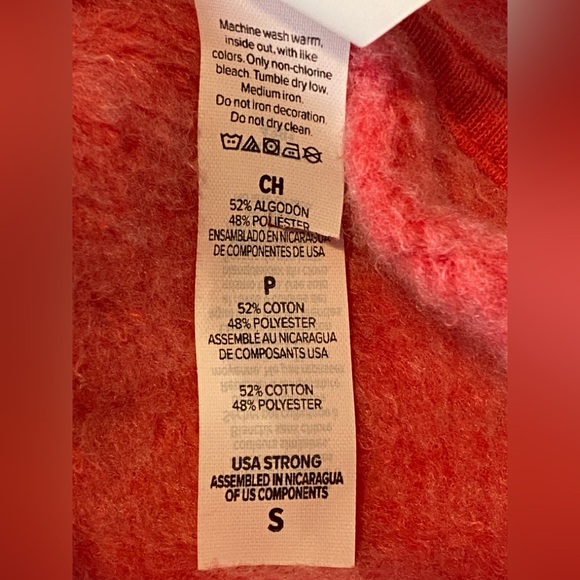 Machine wash warm,
inside out, with like
colors. Only non-chlorine
bleach. Tumble dry low.
Medium iron.
Do not iron decoration.
Do not dry clean.
CH
52% ALGODÓN
48% POLIÉSTER
ENSAMBLADO EN NICARAGUA
DE COMPONENTES DE USA
P
52% COTON
48% POLYESTER
ASSEMBLÉ AU NICARAGUA
DE COMPOSANTS USA
52% COTTON
48% POLYESTER
USA STRONG
ASSEMBLED IN NICARAGUA
OF US COMPONENTS
S